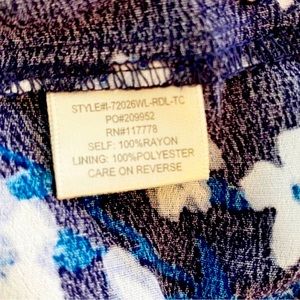 STYLE#I-72026WL-RDL-TC
PO#209952
RN#117778
SELF: 100%RAYON
LINING: 100%POLYESTER
CARE ON REVERSE